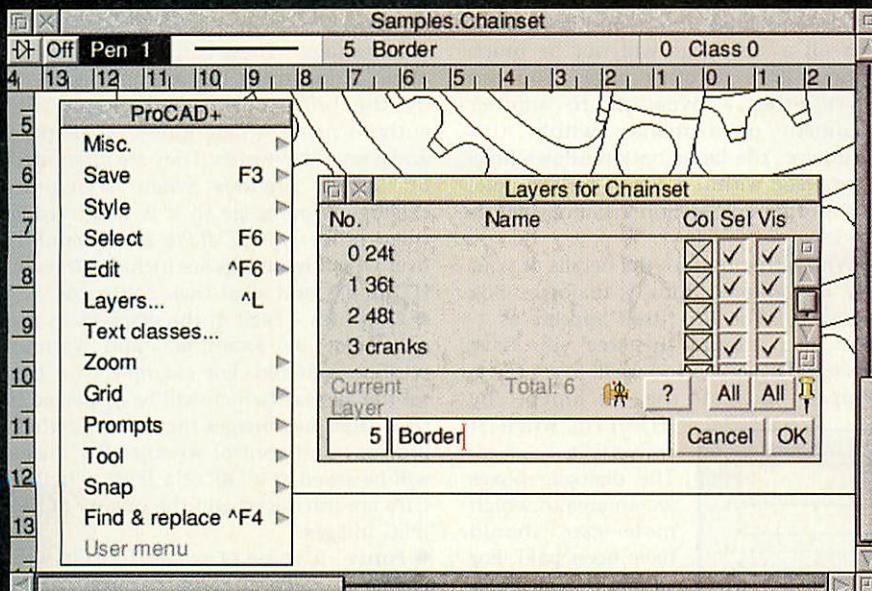 Samples.Chainset
Off Pen 1 5 Border 0 Class 0
4 13 12 11 10 9 8 7 6 5 4 3 2 1 0 1 2
ProCAD+
Misc.
Save F3
Style
Select F6
Edit ^F6
Layers... ^L
Text classes...
Zoom
Grid
Prompts
Tool
Snap
Find & replace ^F4
User menu
5
6
7
8
9
10
11
12
13
Layers for Chainset
No. Name Col Sel Vis
0 24t
1 36t
2 48t
3 cranks
Current Layer Total: 6 ? All All
5 Border Cancel OK